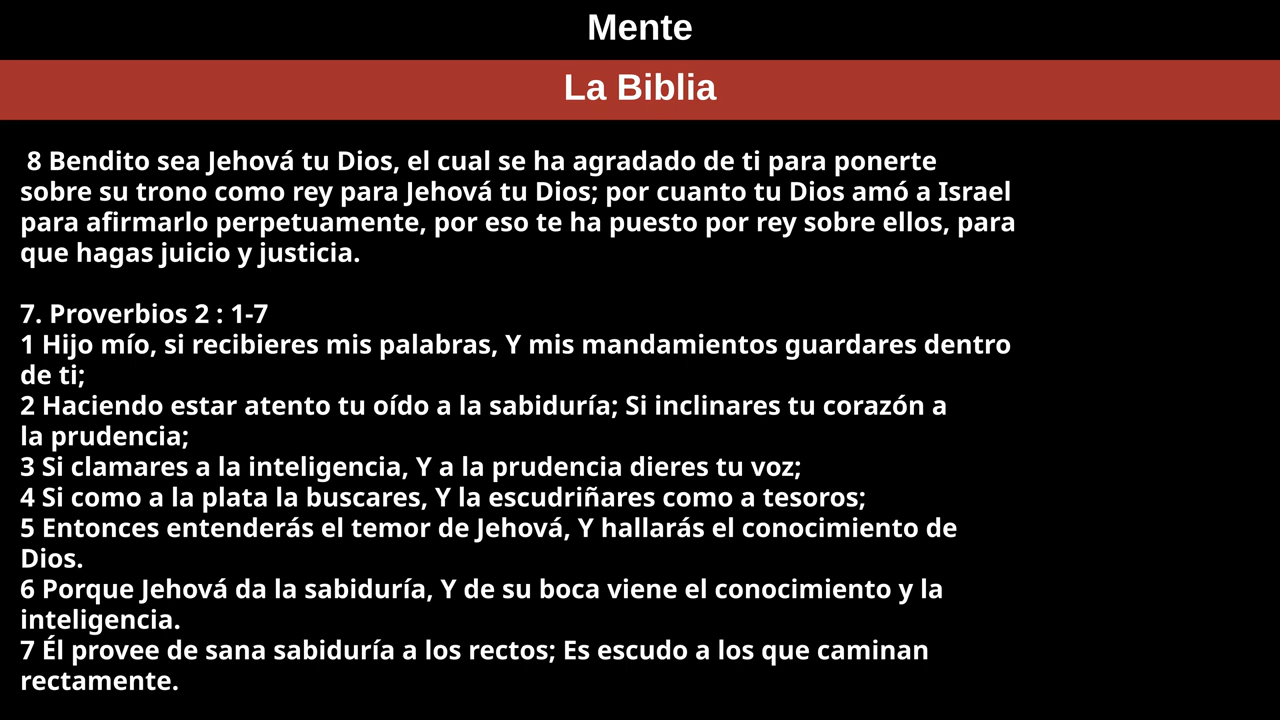 Mente
La Biblia
8 Bendito sea Jehová tu Dios, el cual se ha agradado de ti para ponerte
sobre su trono como rey para Jehová tu Dios; por cuanto tu Dios amó a Israel
para afirmarlo perpetuamente, por eso te ha puesto por rey sobre ellos, para
que hagas juicio y justicia.
7. Proverbios 2 : 1-7
1 Hijo mío, si recibieres mis palabras, Y mis mandamientos guardares dentro
de ti;
2 Haciendo estar atento tu oído a la sabiduría; Si inclinares tu corazón a
la prudencia;
3 Si clamares a la inteligencia, Y a la prudencia dieres tu voz;
4 Si como a la plata la buscares, Y la escudriñares como a tesoros;
5 Entonces entenderás el temor de Jehová, Y hallarás el conocimiento de
Dios.
6 Porque Jehová da la sabiduría, Y de su boca viene el conocimiento y la
inteligencia.
7 Él provee de sana sabiduría a los rectos; Es escudo a los que caminan
rectamente.